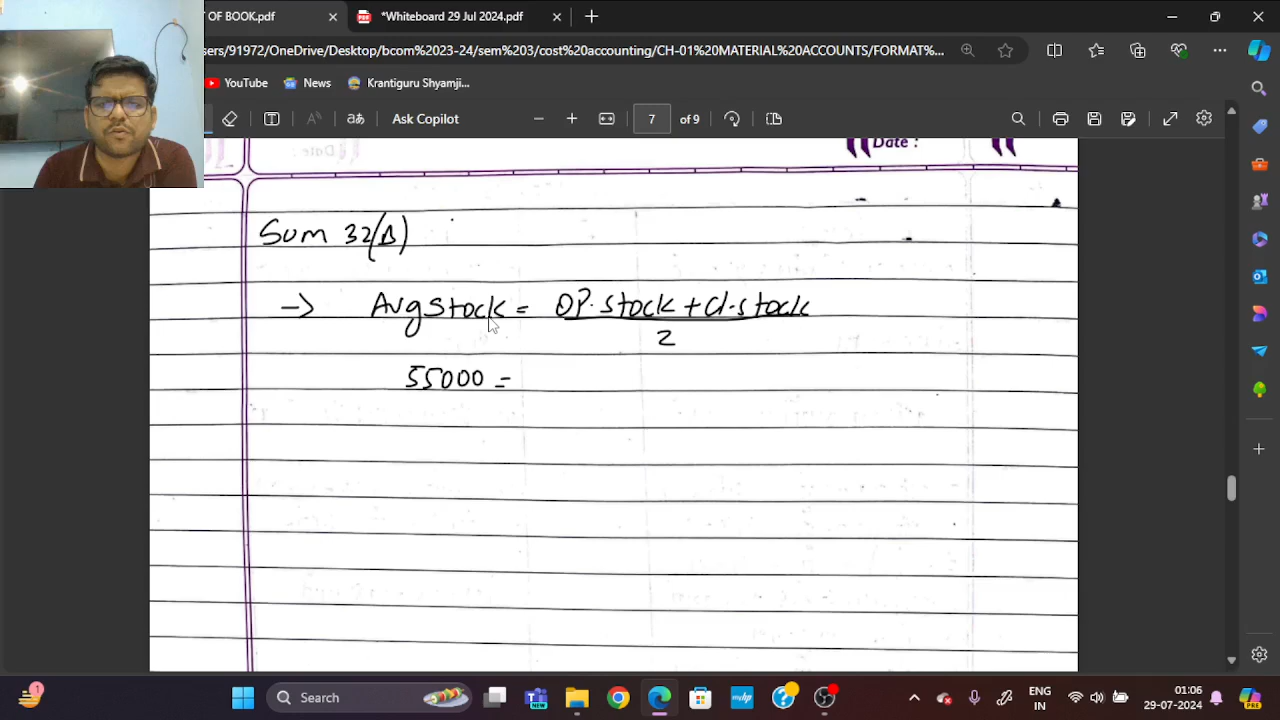 OF BOOK.pdf
*Whiteboard 29 Jul 2024.pdf
sers/91972/OneDrive/Desktop/bcom%2023-24/sem%203/cost%20accounting/CH-01%20MATERIAL%20ACCOUNTS/FORMAT%...
YouTube
News
Krantiguru Shyamji...
Ask Copilot
7 of 9
Date :
Sum 32(B)
→ Avg Stock = OP. Stock + Cl. Stock
2
55000 =
Search
NEW
ENG
IN
01:06
29-07-2024
PRE